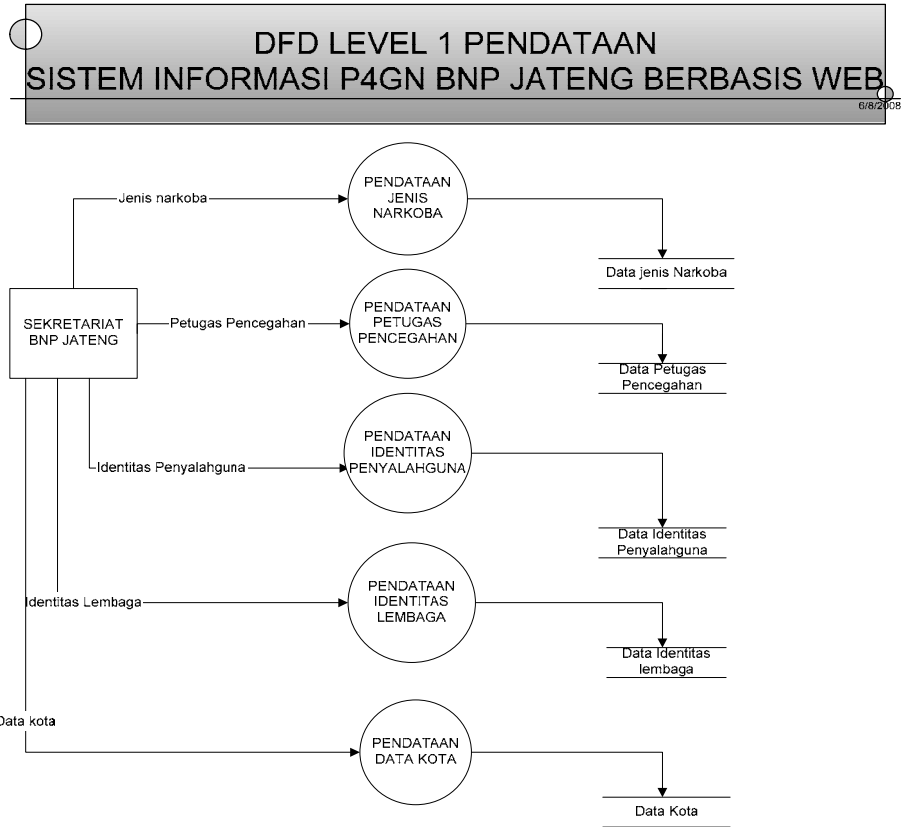 DFD LEVEL 1 PENDATAAN
SISTEM INFORMASI P4GN BNP JATENG BERBASIS WEB
6/8/2008
PENDATAAN
JENIS
NARKOBA
Jenis narkoba
Data jenis Narkoba
SEKRETARIAT
BNP JATENG
Petugas Pencegahan
PENDATAAN
PETUGAS
PENCEGAHAN
Data Petugas
Pencegahan
PENDATAAN
IDENTITAS
PENYALAHGUNA
Identitas Penyalahguna
Data Identitas
Penyalahguna
PENDATAAN
IDENTITAS
LEMBAGA
Identitas Lembaga
Data Identitas
lembaga
Data kota
PENDATAAN
DATA KOTA
Data Kota